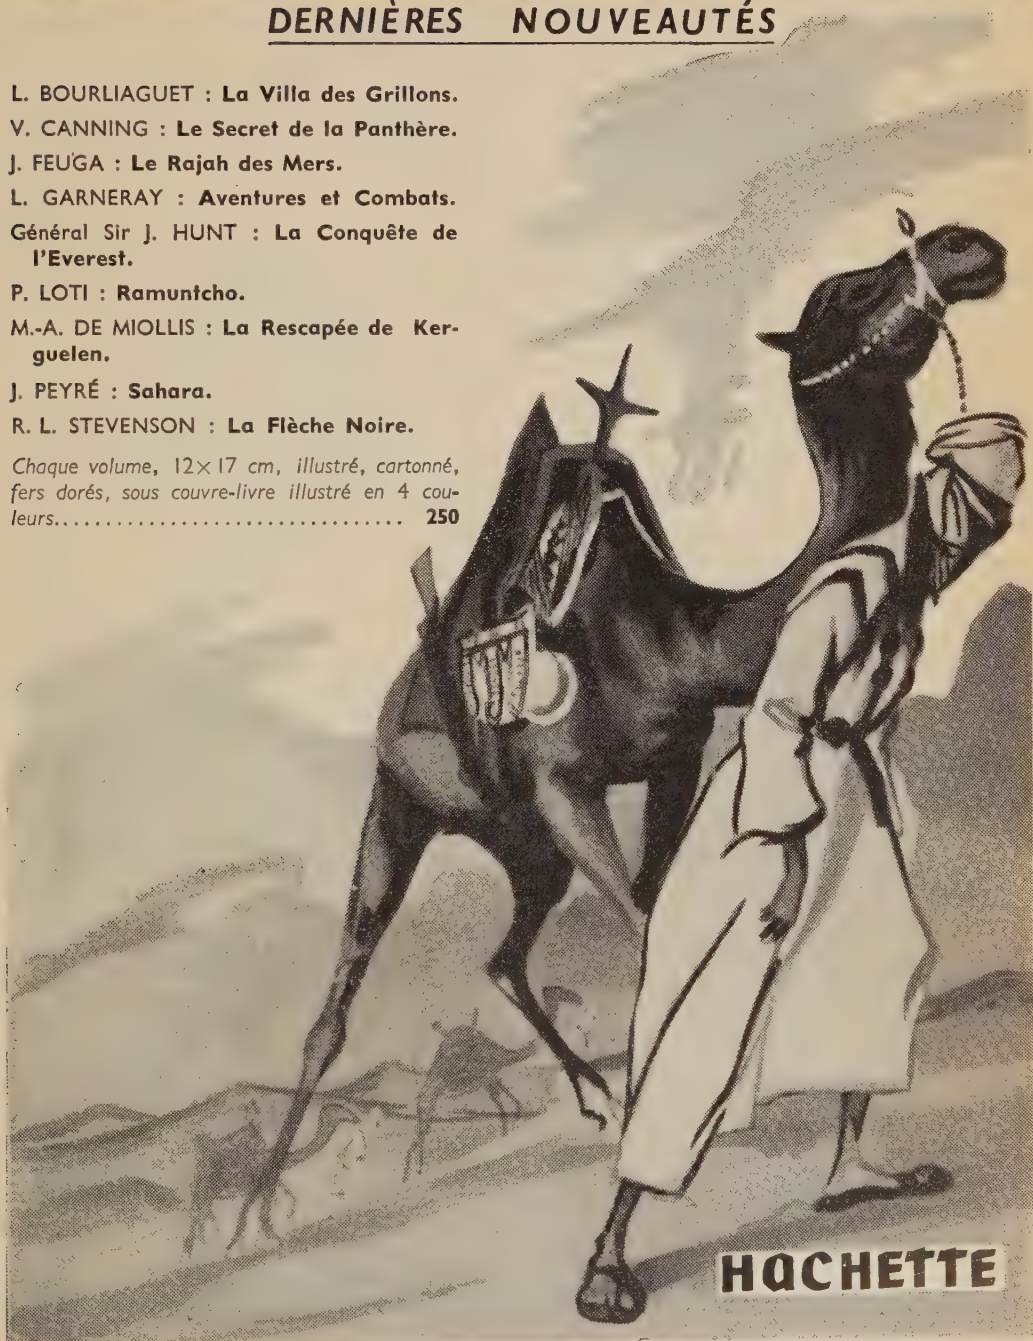 DERNIÈRES NOUVEAUTÉS
L. BOURLIAGUET : La Villa des Grillons.
V. CANNING : Le Secret de la Panthère.
J. FEUGA : Le Rajah des Mers.
L. GARNERAY : Aventures et Combats.
Général Sir J. HUNT : La Conquête de
l'Everest.
P. LOTI : Ramuntcho.
M.-A. DE MIOLLIS : La Rescapée de Ker-
guelen.
J. PEYRÉ : Sahara.
R. L. STEVENSON : La Flèche Noire.
Chaque volume, 12×17 cm, illustré, cartonné,
fers dorés, sous couvre-livre illustré en 4 cou-
leurs................................. 250
HACHETTE